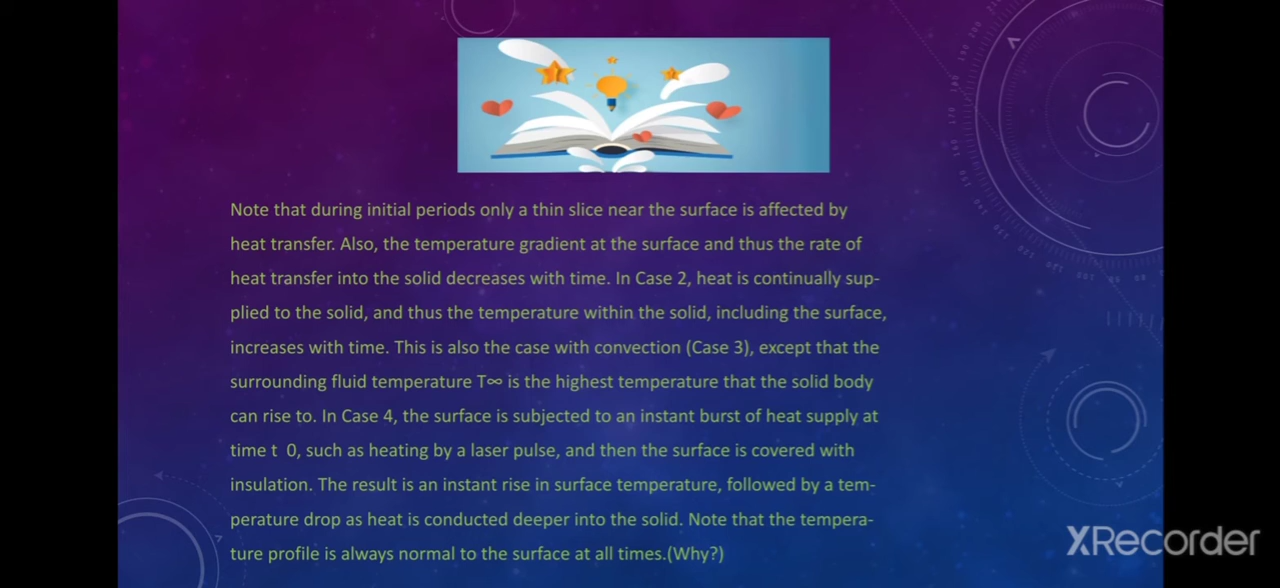 Note that during initial periods only a thin slice near the surface is affected by
heat transfer. Also, the temperature gradient at the surface and thus the rate of
heat transfer into the solid decreases with time. In Case 2, heat is continually sup-
plied to the solid, and thus the temperature within the solid, including the surface,
increases with time. This is also the case with convection (Case 3), except that the
surrounding fluid temperature T∞ is the highest temperature that the solid body
can rise to. In Case 4, the surface is subjected to an instant burst of heat supply at
time t  0, such as heating by a laser pulse, and then the surface is covered with
insulation. The result is an instant rise in surface temperature, followed by a tem-
perature drop as heat is conducted deeper into the solid. Note that the tempera-
ture profile is always normal to the surface at all times.(Why?)
XRecorder